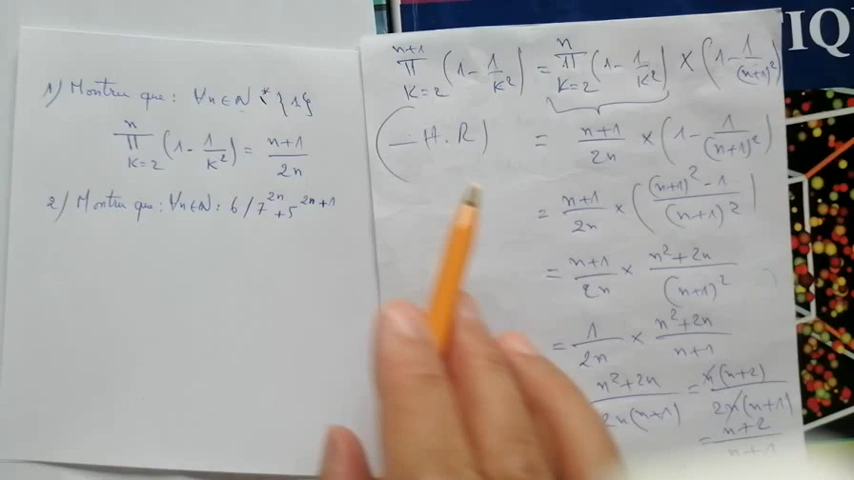 1) Montrer que : ∀n∈ℕ*\{1}
n
∏ (1 - 1/k²) = (n+1)/2n
k=2
2) Montrer que : ∀n∈ℕ : 6/7^2n + 5^2n+1
n+1 n
∏ (1 - 1/k²) = ∏ (1 - 1/k²) × (1 - 1/(n+1)²)
k=2 k=2
(— H.R) = (n+1)/2n × (1 - 1/(n+1)²)
= (n+1)/2n × (((n+1)² - 1)/(n+1)²)
= (n+1)/2n × (n²+2n)/(n+1)²
= 1/2n × (n²+2n)/(n+1)
(n²+2n)/2n(n+1) = n(n+2)/2n(n+1)
= n+2
IQ